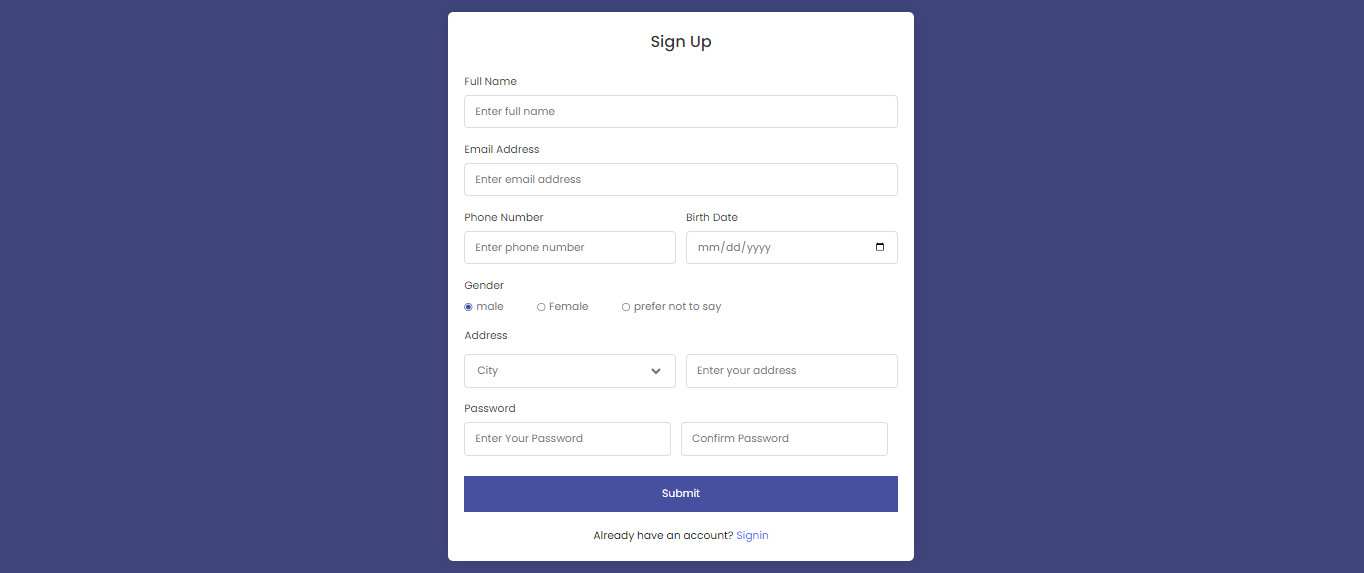 Sign Up
Full Name
Enter full name
Email Address
Enter email address
Phone Number Birth Date
Enter phone number mm/dd/yyyy
Gender
male Female prefer not to say
Address
City Enter your address
Password
Enter Your Password Confirm Password
Submit
Already have an account? Signin